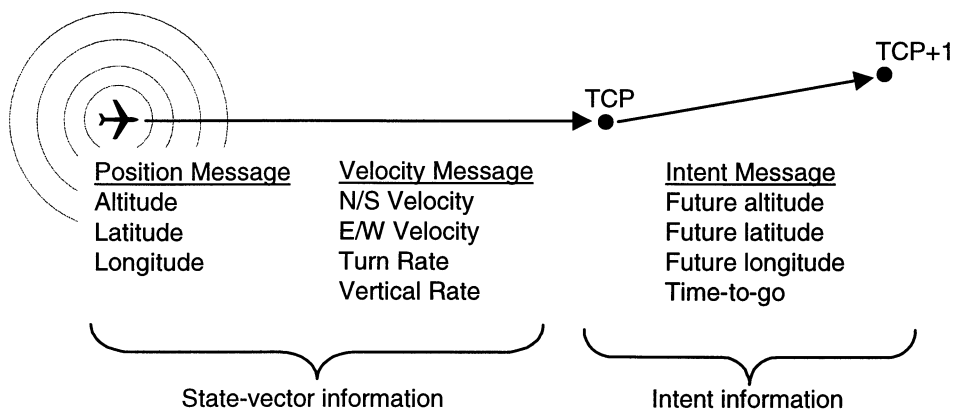 TCP+1
TCP
Position Message
Altitude
Latitude
Longitude
Velocity Message
N/S Velocity
E/W Velocity
Turn Rate
Vertical Rate
Intent Message
Future altitude
Future latitude
Future longitude
Time-to-go
State-vector information
Intent information